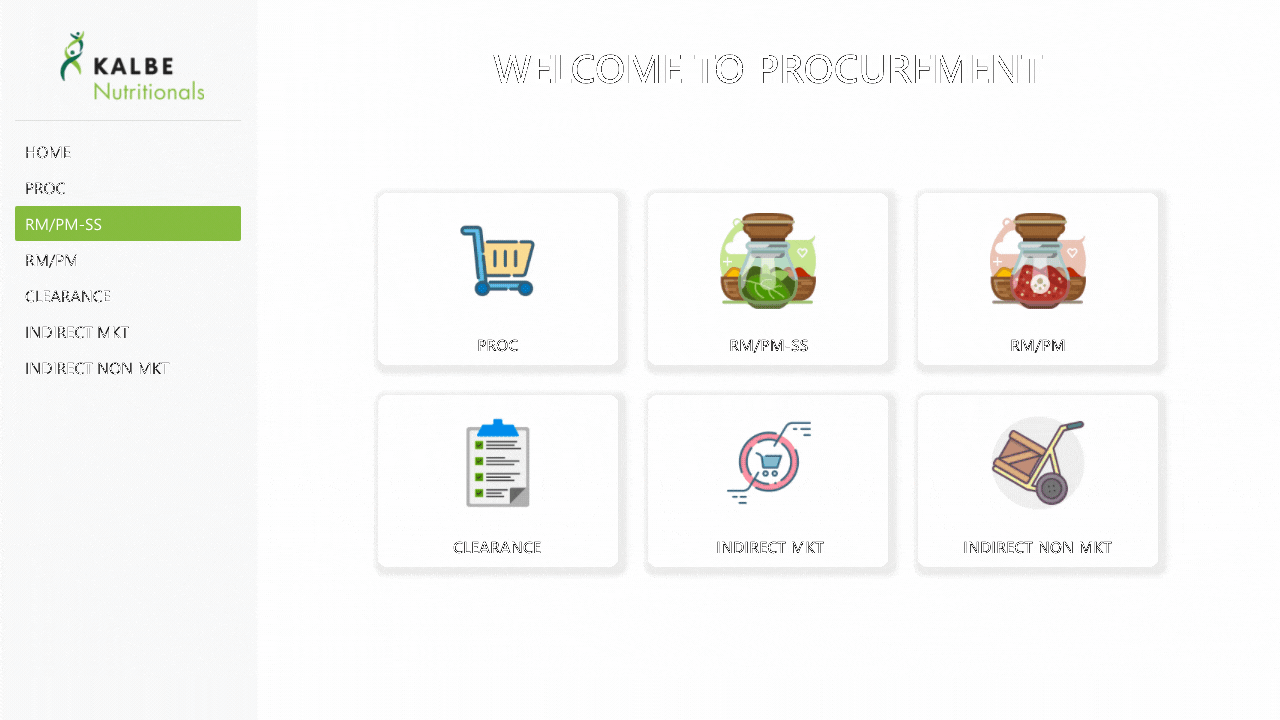 KALBE
Nutritionals
HOME
PROC
RM/PM-SS
RM/PM
CLEARANCE
INDIRECT MKT
INDIRECT NON MKT
WELCOME TO PROCUREMENT
PROC
RM/PM-SS
RM/PM
CLEARANCE
INDIRECT MKT
INDIRECT NON MKT